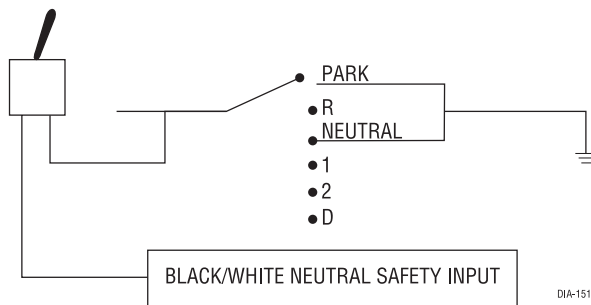 PARK
R
NEUTRAL
1
2
D
BLACK/WHITE NEUTRAL SAFETY INPUT
DIA-151